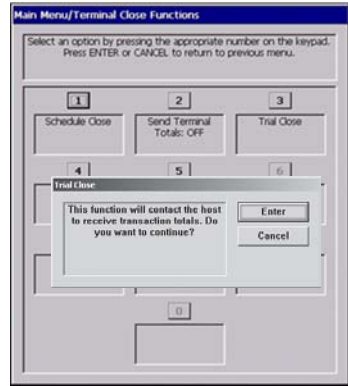 Main Menu/Terminal Close Functions
Select an option by pressing the appropriate number on the keypad.
Press ENTER or CANCEL to return to previous menu.
1 2 3
Schedule Close Send Terminal Trial Close
Totals: OFF
4 5 6
Trial Close
This function will contact the host
to receive transaction totals. Do
you want to continue?
Enter
Cancel
0